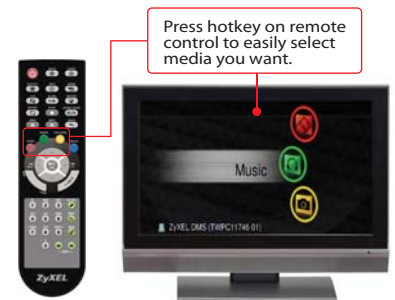 Press hotkey on remote
control to easily select
media you want.
Music
ZyXEL DMS (TWPC11746-01)
ZyXEL